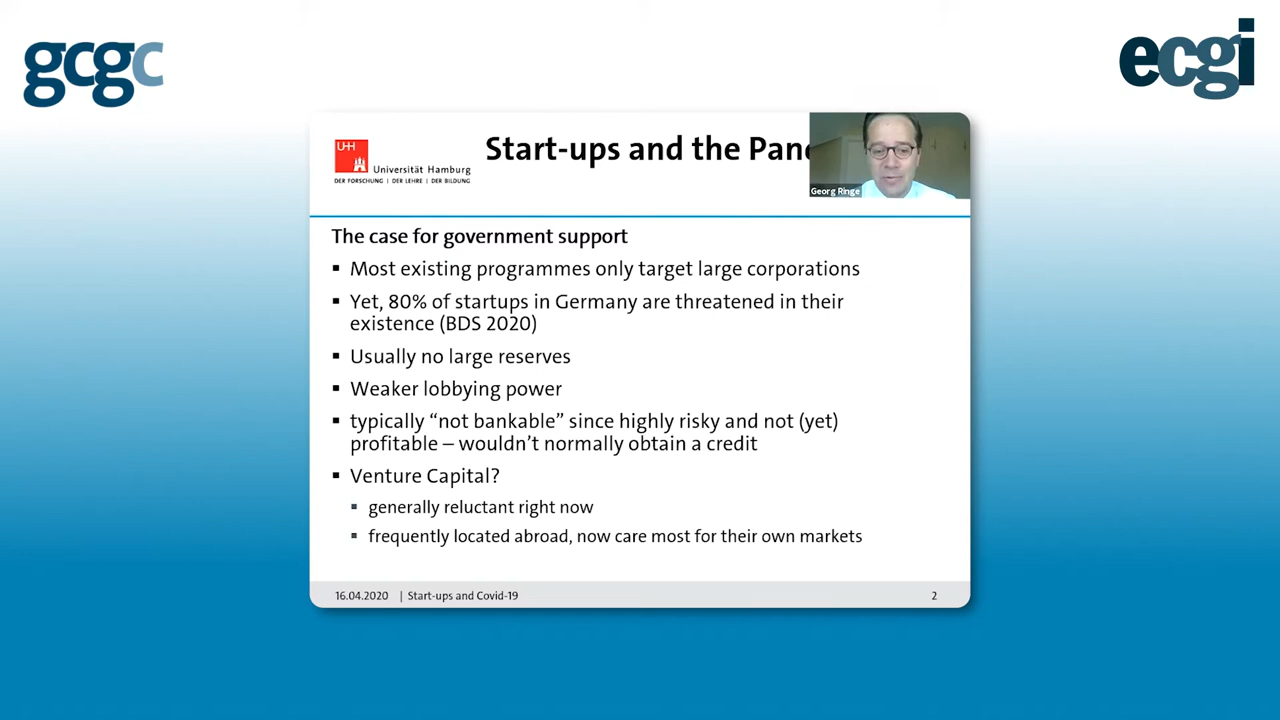 gcgc
ecgi
UHH
Universität Hamburg
DER FORSCHUNG | DER LEHRE | DER BILDUNG
Start-ups and the Pan
Georg Ringe
The case for government support
▪ Most existing programmes only target large corporations
▪ Yet, 80% of startups in Germany are threatened in their
existence (BDS 2020)
▪ Usually no large reserves
▪ Weaker lobbying power
▪ typically “not bankable” since highly risky and not (yet)
profitable – wouldn’t normally obtain a credit
▪ Venture Capital?
▪ generally reluctant right now
▪ frequently located abroad, now care most for their own markets
16.04.2020 | Start-ups and Covid-19
2